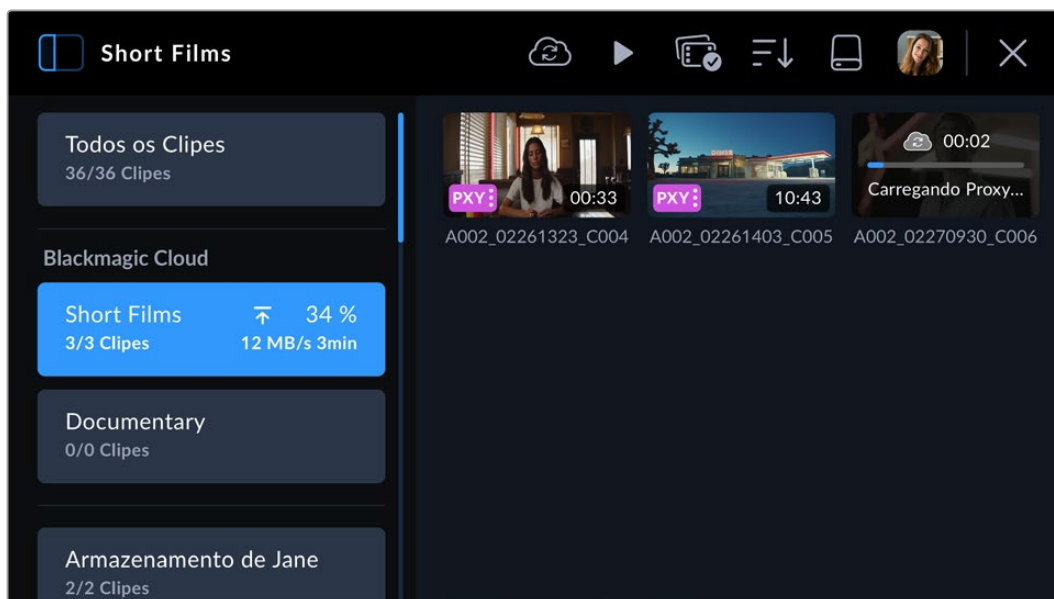 Short Films
Todos os Clipes
36/36 Clipes
Blackmagic Cloud
Short Films 34 %
3/3 Clipes 12 MB/s 3min
Documentary
0/0 Clipes
Armazenamento de Jane
2/2 Clipes
PXY 00:33
A002_02261323_C004
DINER
PXY 10:43
A002_02261403_C005
00:02
Carregando Proxy...
A002_02270930_C006